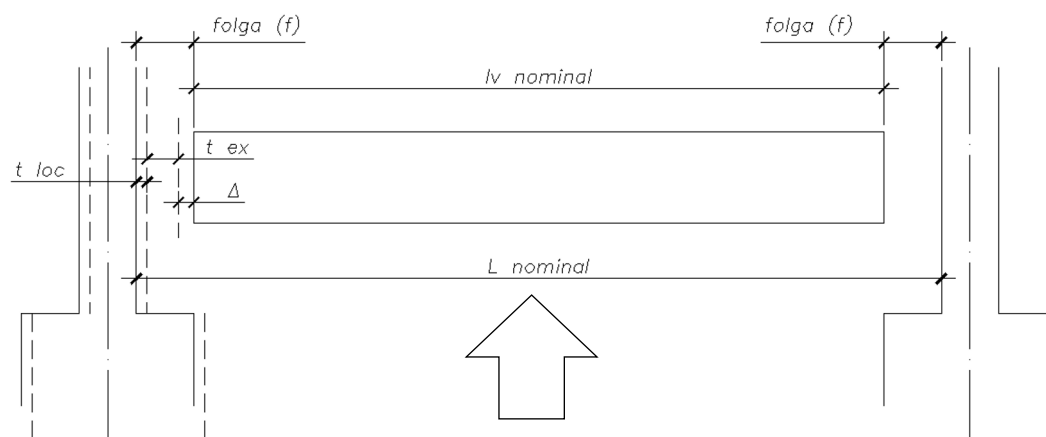 folga (f)
folga (f)
lv nominal
t ex
t loc
Δ
L nominal